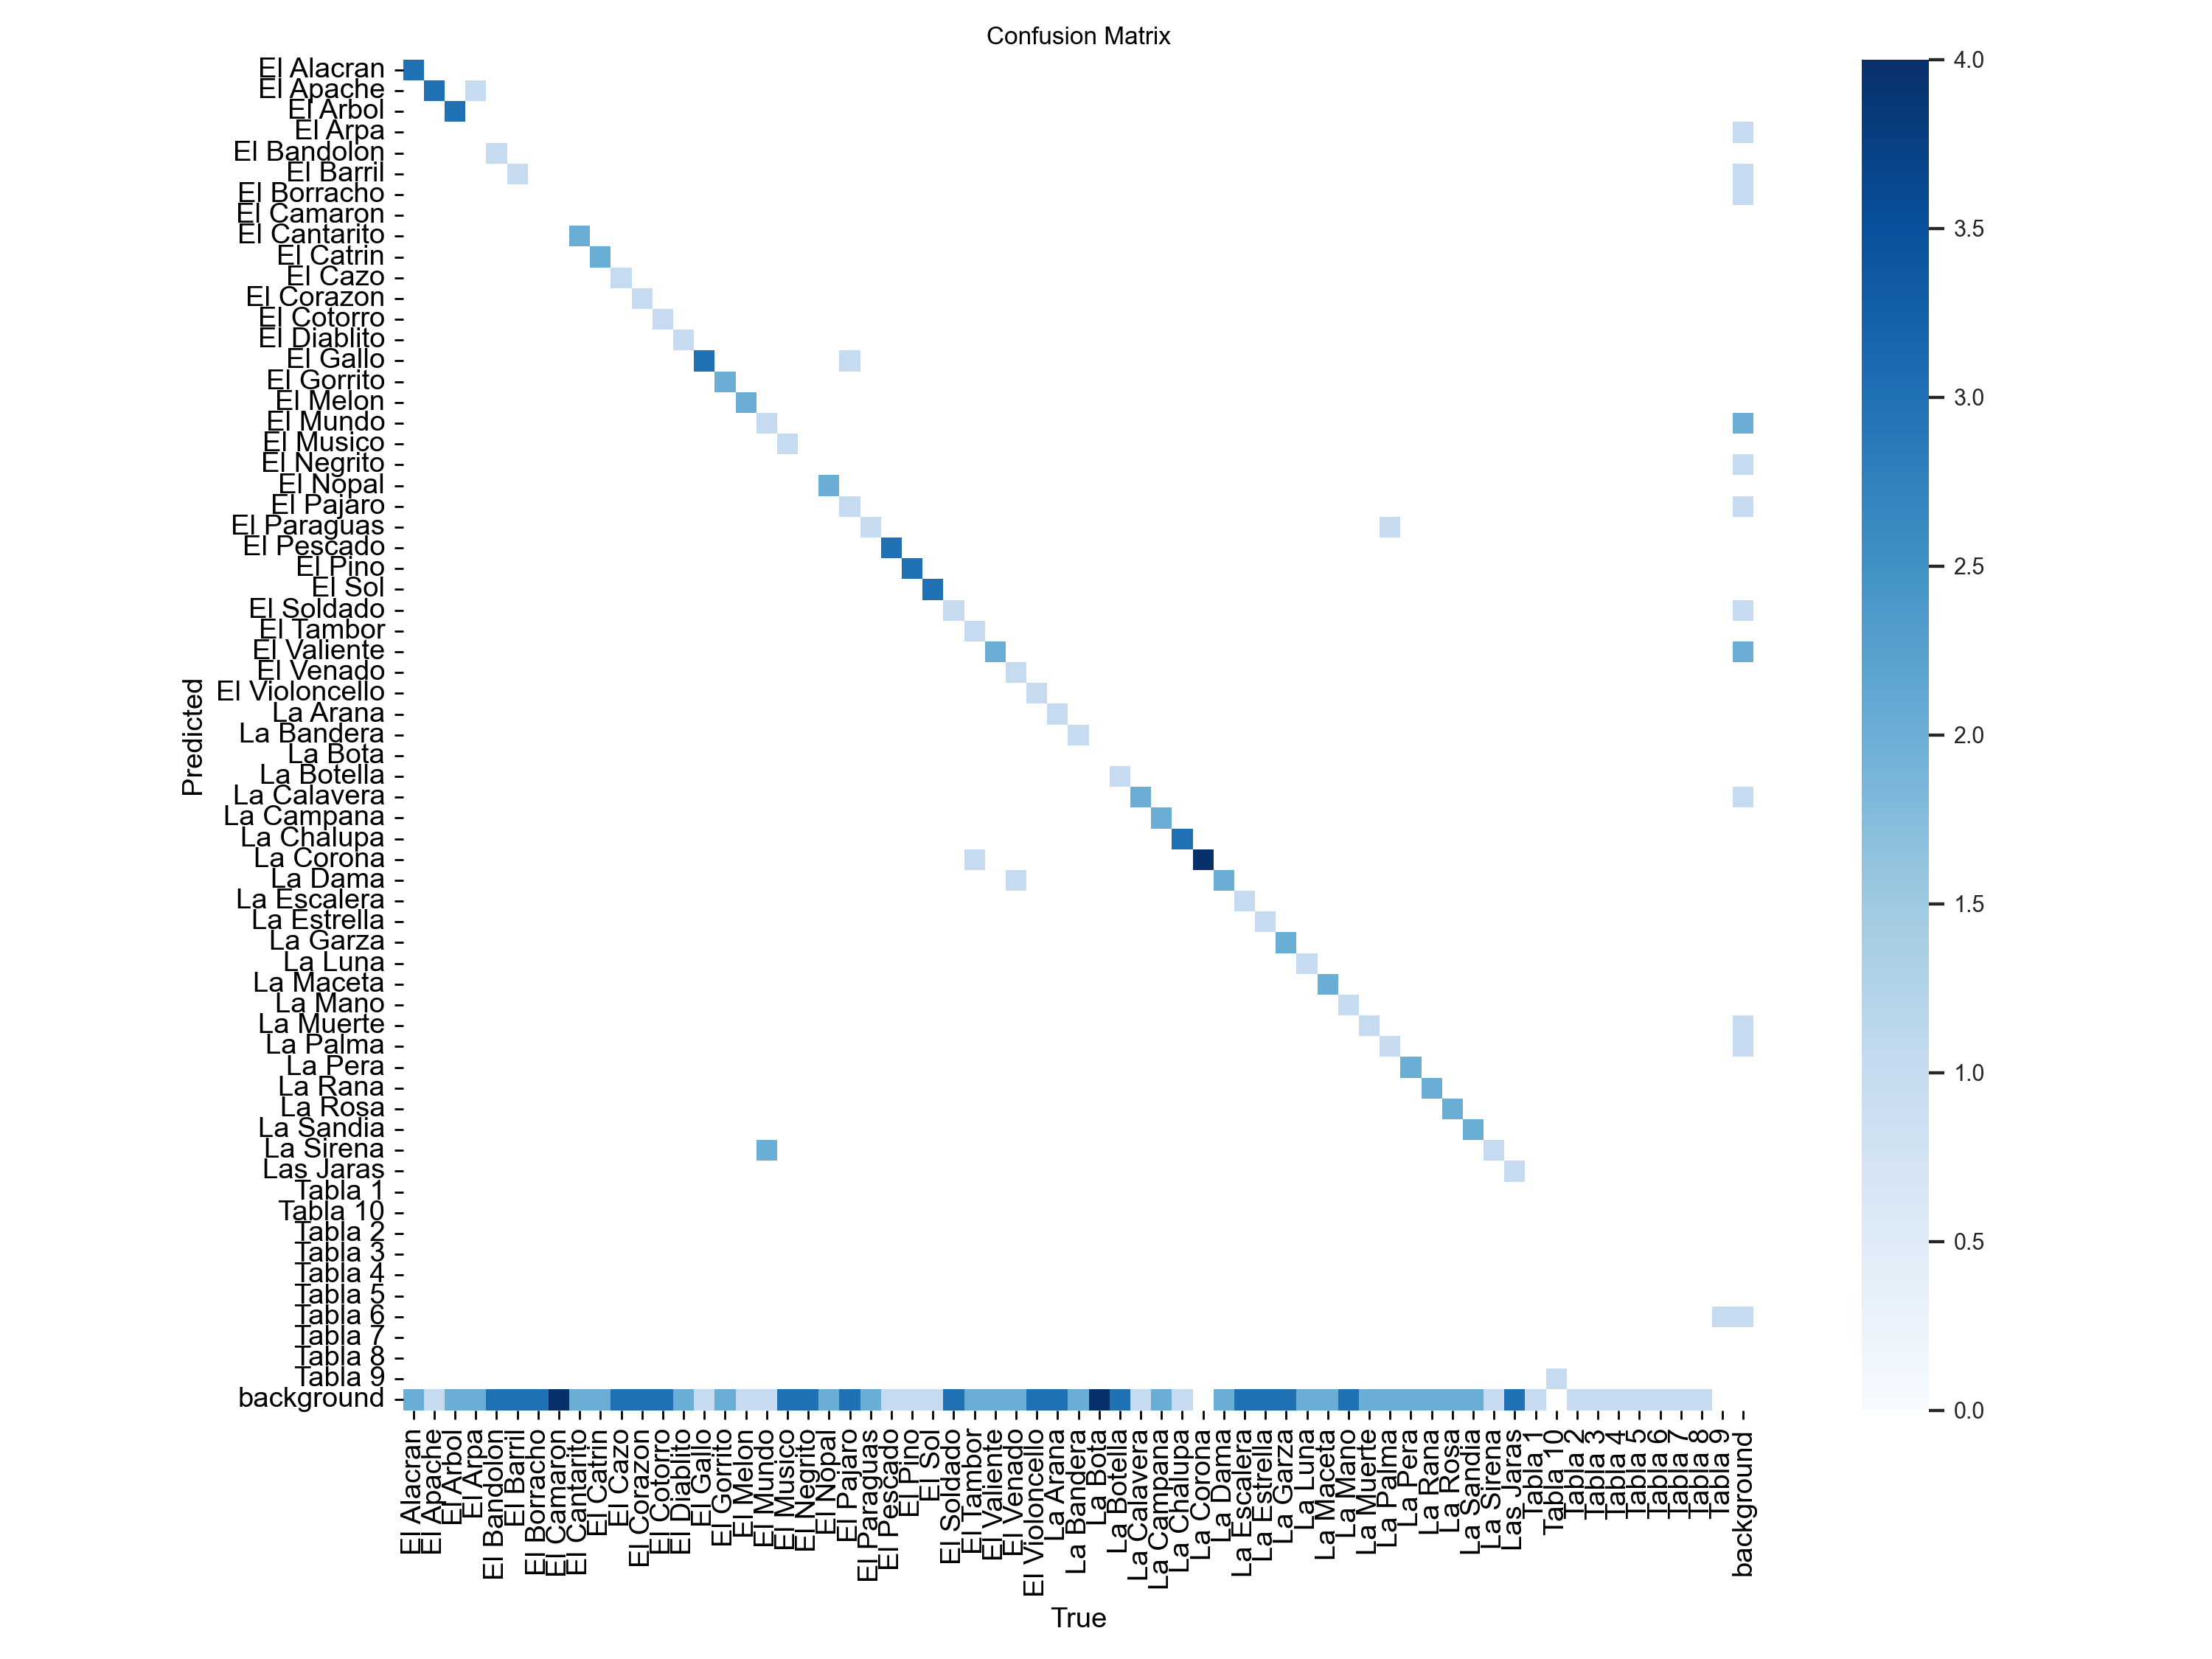 Confusion Matrix
El Alacran
El Apache
El Arbol
El Arpa
El Bandolon
El Barril
El Borracho
El Camaron
El Cantarito
El Catrin
El Cazo
El Corazon
El Cotorro
El Diablito
El Gallo
El Gorrito
El Melon
El Mundo
El Musico
El Negrito
El Nopal
El Pajaro
El Paraguas
El Pescado
El Pino
El Sol
El Soldado
El Tambor
El Valiente
El Venado
El Violoncello
La Arana
La Bandera
La Bota
La Botella
La Calavera
La Campana
La Chalupa
La Corona
La Dama
La Escalera
La Estrella
La Garza
La Luna
La Maceta
La Mano
La Muerte
La Palma
La Pera
La Rana
La Rosa
La Sandia
La Sirena
Las Jaras
Tabla 1
Tabla 10
Tabla 2
Tabla 3
Tabla 4
Tabla 5
Tabla 6
Tabla 7
Tabla 8
Tabla 9
background
Predicted
El Alacran
El Apache
El Arbol
El Arpa
El Bandolon
El Barril
El Borracho
El Camaron
El Cantarito
El Catrin
El Cazo
El Corazon
El Cotorro
El Diablito
El Gallo
El Gorrito
El Melon
El Mundo
El Musico
El Negrito
El Nopal
El Pajaro
El Paraguas
El Pescado
El Pino
El Sol
El Soldado
El Tambor
El Valiente
El Venado
El Violoncello
La Arana
La Bandera
La Bota
La Botella
La Calavera
La Campana
La Chalupa
La Corona
La Dama
La Escalera
La Estrella
La Garza
La Luna
La Maceta
La Mano
La Muerte
La Palma
La Pera
La Rana
La Rosa
La Sandia
La Sirena
Las Jaras
Tabla 1
Tabla 10
Tabla 2
Tabla 3
Tabla 4
Tabla 5
Tabla 6
Tabla 7
Tabla 8
Tabla 9
background
True
4.0
3.5
3.0
2.5
2.0
1.5
1.0
0.5
0.0